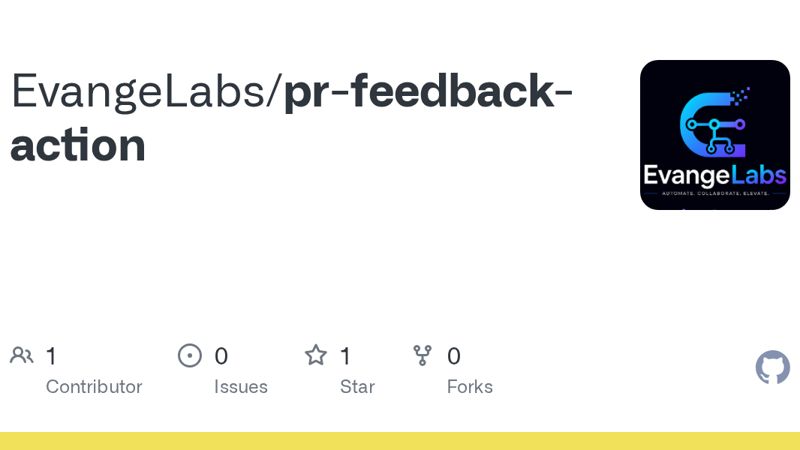 EvangeLabs/pr-feedback-
action
EvangeLabs
AUTOMATE. COLLABORATE. ELEVATE.
1
Contributor
0
Issues
1
Star
0
Forks